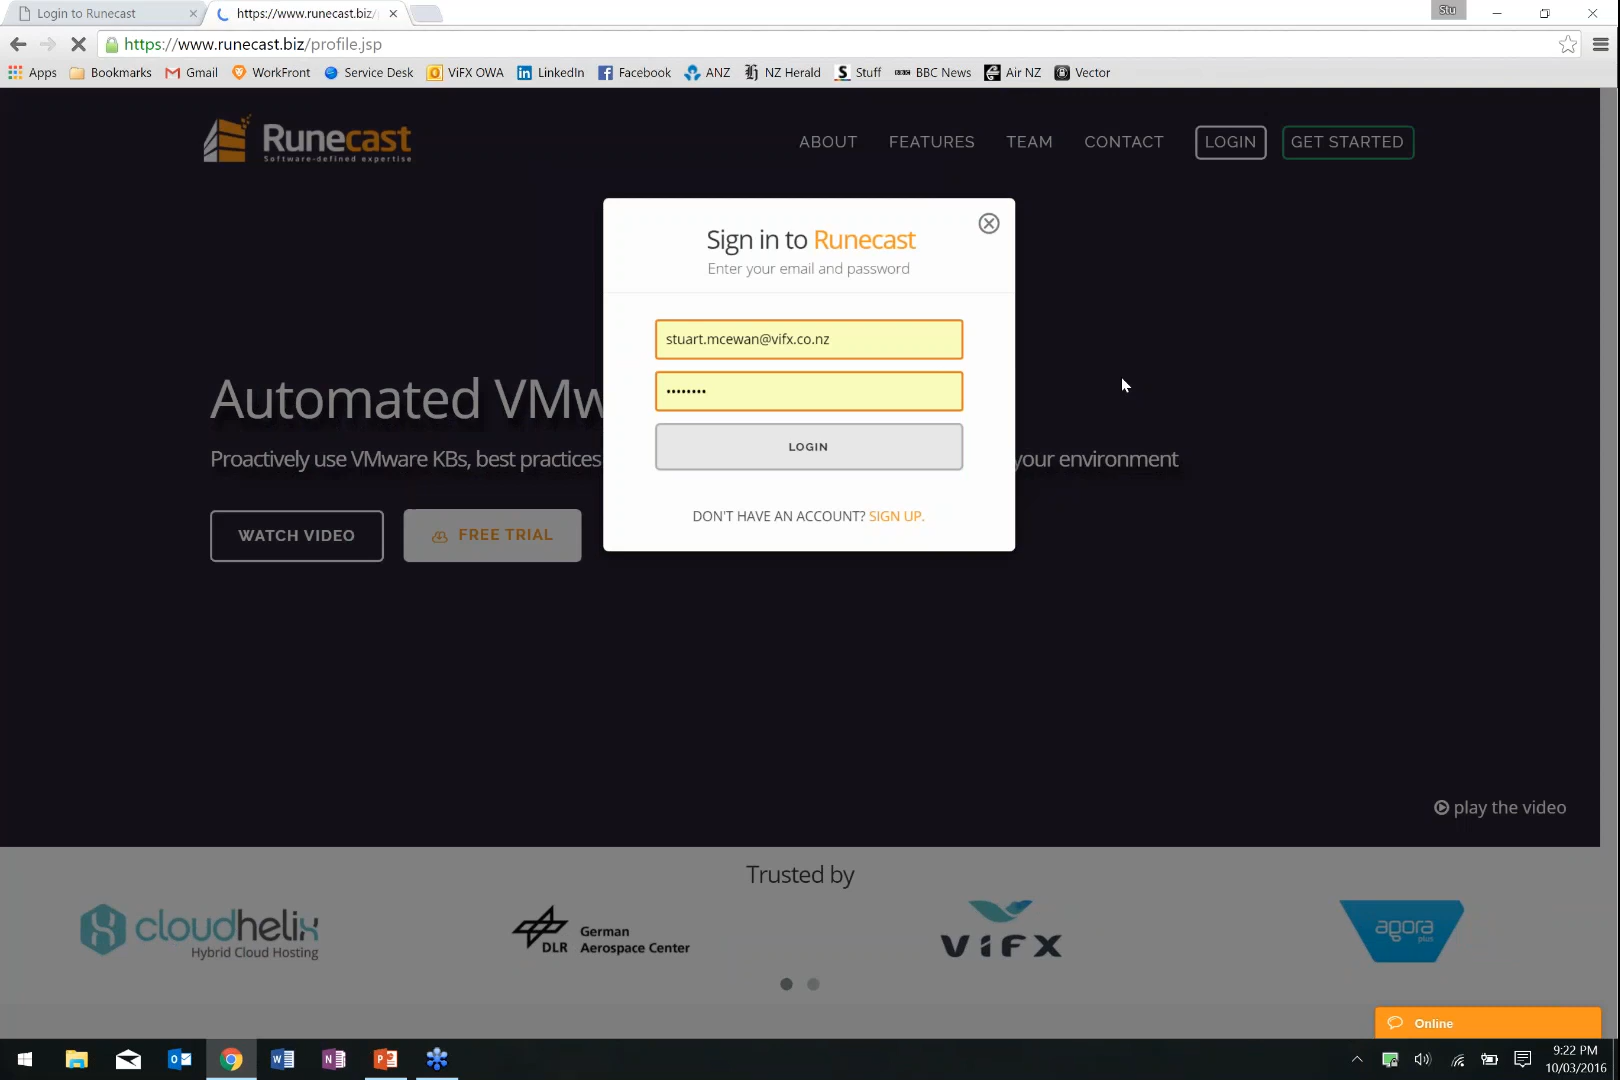 Login to Runecast
https://www.runecast.biz/
Stu
https://www.runecast.biz/profile.jsp
Apps
Bookmarks
Gmail
WorkFront
Service Desk
ViFX OWA
LinkedIn
Facebook
ANZ
NZ Herald
Stuff
BBC News
Air NZ
Vector
Runecast
Software-defined expertise
ABOUT
FEATURES
TEAM
CONTACT
LOGIN
GET STARTED
Sign in to Runecast
Enter your email and password
stuart.mcewan@vifx.co.nz
••••••••
LOGIN
DON'T HAVE AN ACCOUNT? SIGN UP.
Automated VMw
Proactively use VMware KBs, best practices
your environment
WATCH VIDEO
FREE TRIAL
play the video
Trusted by
cloudhelix
Hybrid Cloud Hosting
DLR
German
Aerospace Center
ViFX
agora
plus
Online
9:22 PM
10/03/2016